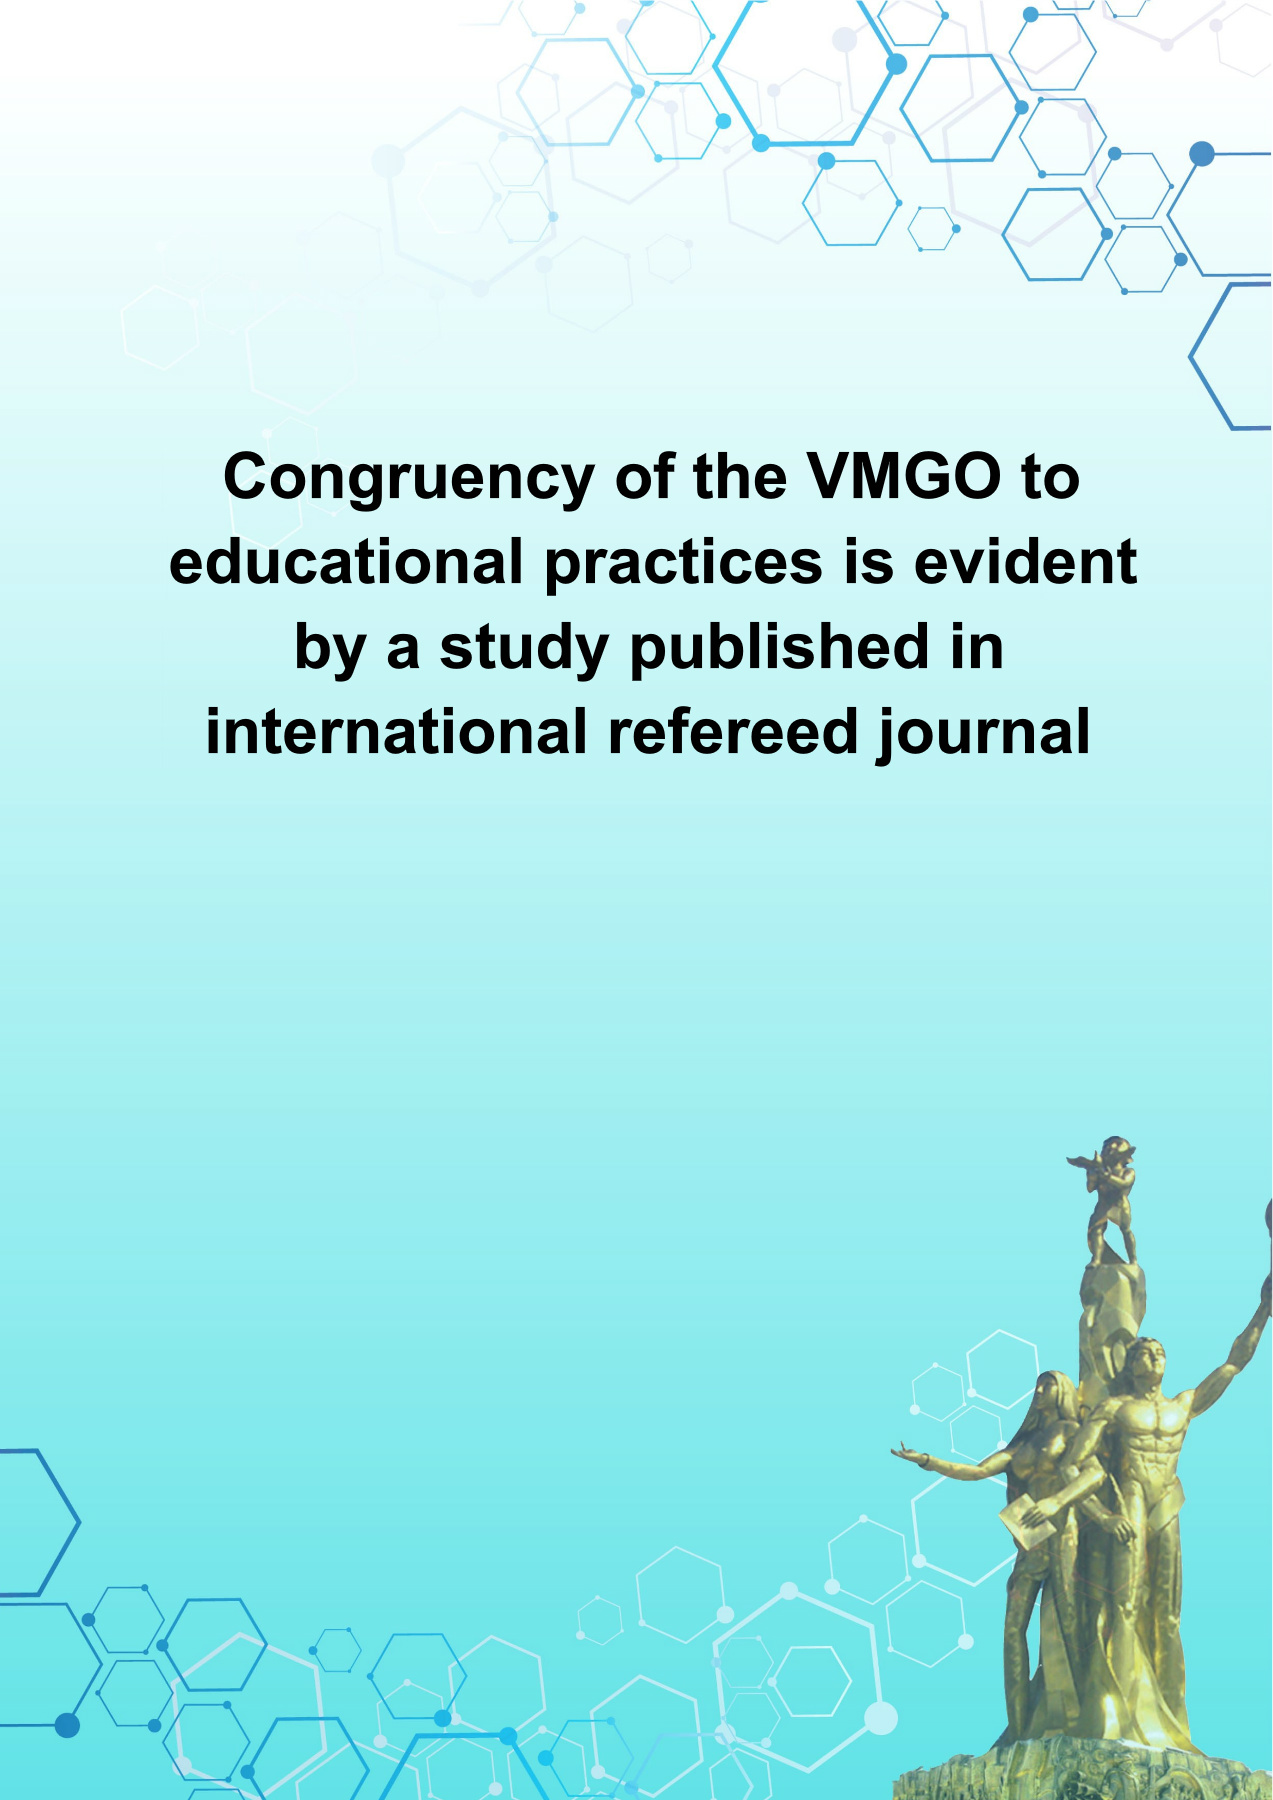 Congruency of the VMGO to
educational practices is evident
by a study published in
international refereed journal